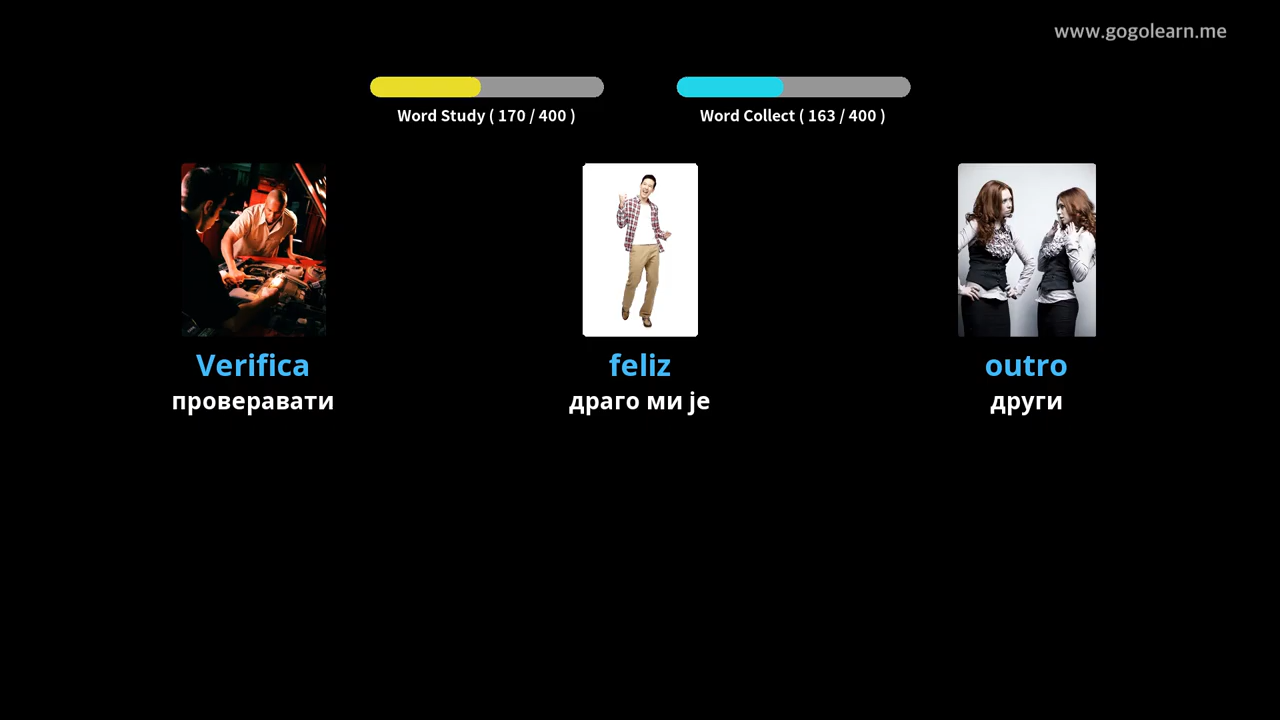 www.gogolearn.me
Word Study ( 170 / 400 )
Word Collect ( 163 / 400 )
Verifica
feliz
outro
проверавати
драго ми је
други